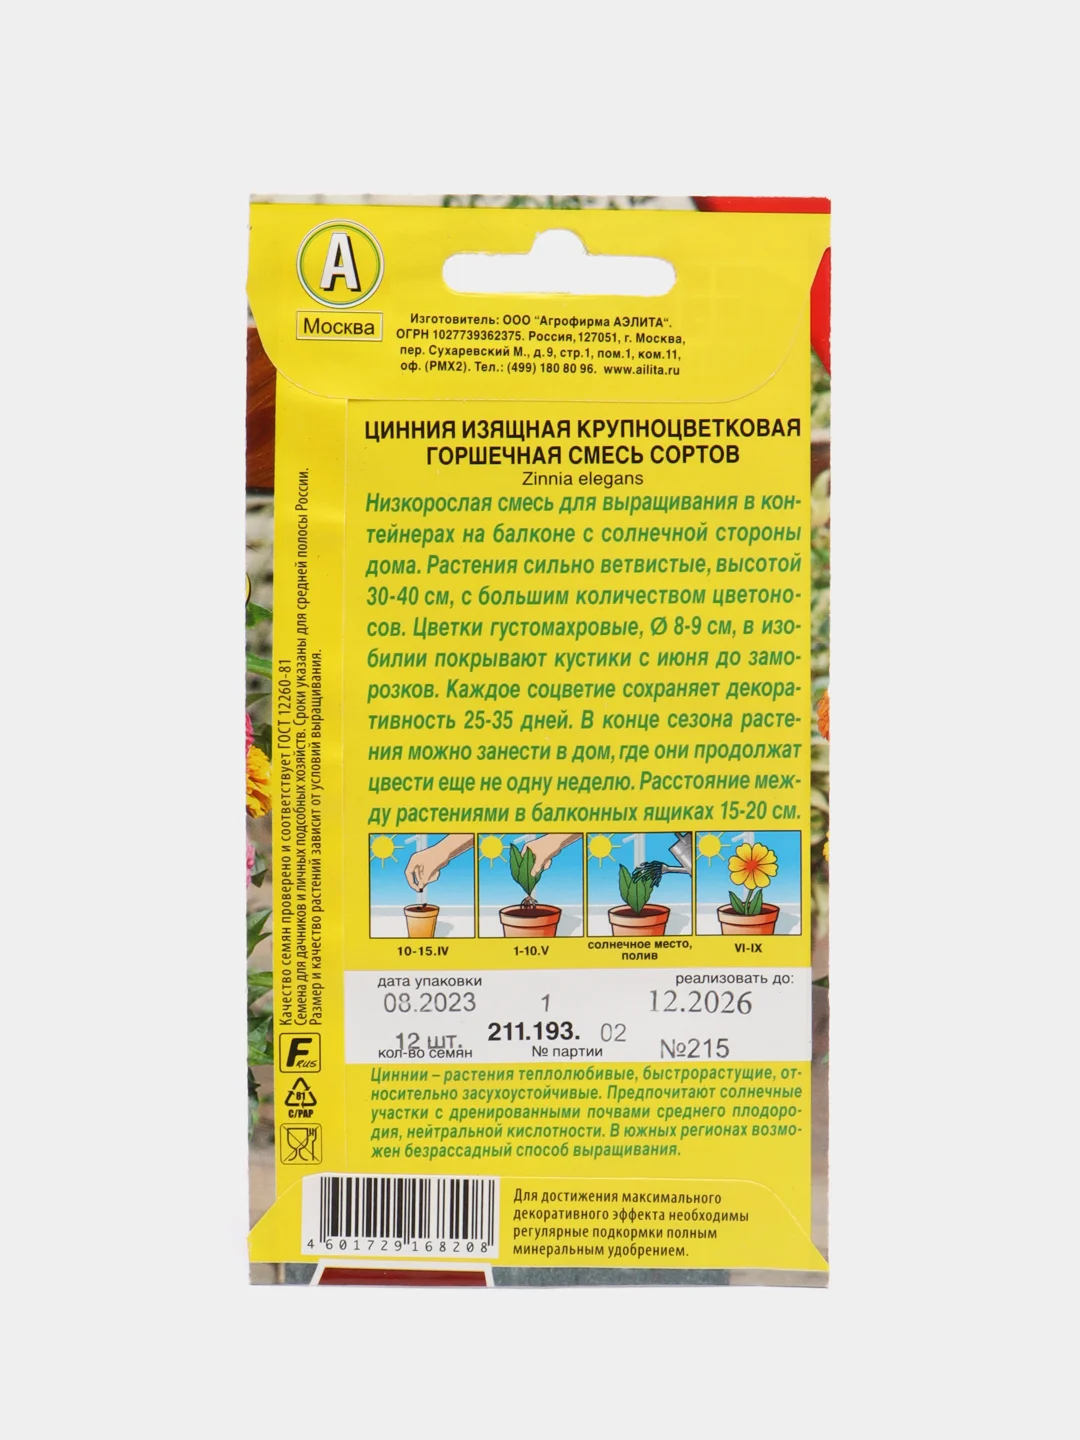 А
Москва
Изготовитель: ООО “Агрофирма АЭЛИТА“.
ОГРН 1027739362375. Россия,127051, г. Москва,
пер. Сухаревский М., д.9, стр.1, пом.1, ком.11,
оф. (РМХ2). Тел.: (499) 180 80 96. www.ailita.ru
ЦИННИЯ ИЗЯЩНАЯ КРУПНОЦВЕТКОВАЯ
ГОРШЕЧНАЯ СМЕСЬ СОРТОВ
Zinnia elegans
Низкорослая смесь для выращивания в кон-
тейнерах на балконе с солнечной стороны
дома. Растения сильно ветвистые, высотой
30-40 см, с большим количеством цветоно-
сов. Цветки густомахровые, Ø 8-9 см, в изо-
билии покрывают кустики с июня до замо-
розков. Каждое соцветие сохраняет декора-
тивность 25-35 дней. В конце сезона расте-
ния можно занести в дом, где они продолжат
цвести еще не одну неделю. Расстояние меж-
ду растениями в балконных ящиках 15-20 см.
10-15.IV
1-10.V
солнечное место,
полив
VI-IX
дата упаковки
реализовать до:
08.2023
1
12.2026
12 шт.
211.193.
02
кол-во семян
№ партии
№215
Циннии – растения теплолюбивые, быстрорастущие, от-
носительно засухоустойчивые. Предпочитают солнечные
участки с дренированными почвами среднего плодоро-
дия, нейтральной кислотности. В южных регионах возмо-
жен безрассадный способ выращивания.
Качество семян проверено и соответствует ГОСТ 12260-81
Семена для дачников и личных подсобных хозяйств. Сроки указаны для средней полосы России.
Размер и качество растений зависит от условий выращивания.
F RUS
81
C/PAP
4 601729 168208
Для достижения максимального
декоративного эффекта необходимы
регулярные подкормки полным
минеральным удобрением.